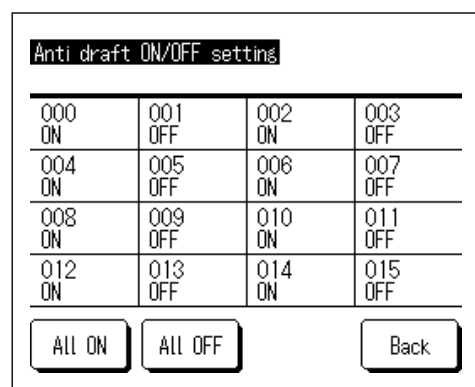 Anti draft ON/OFF setting
000 001 002 003
ON OFF ON OFF
004 005 006 007
ON OFF ON OFF
008 009 010 011
ON OFF ON OFF
012 013 014 015
ON OFF ON OFF
All ON All OFF Back